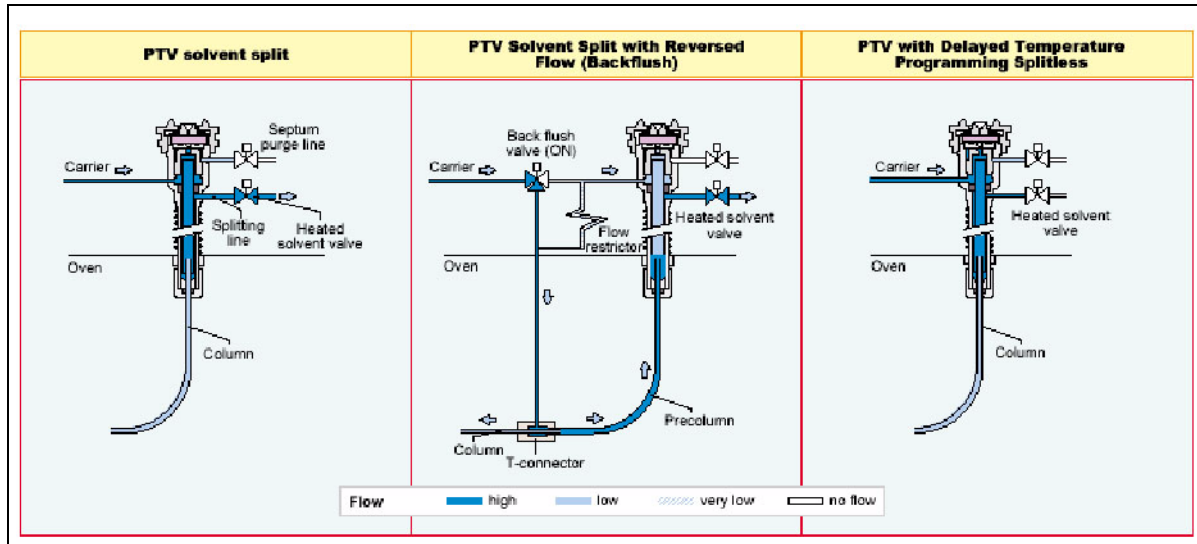 PTV solvent split
PTV Solvent Split with Reversed
Flow (Backflush)
PTV with Delayed Temperature
Programming Splitless
Septum
purge line
Carrier
Splitting
line
Heated
solvent valve
Oven
Column
Back flush
valve (ON)
Carrier
Heated solvent
valve
Flow
restrictor
Oven
Precolumn
Column
T-connector
Carrier
Heated solvent
valve
Oven
Column
Flow
high
low
very low
no flow